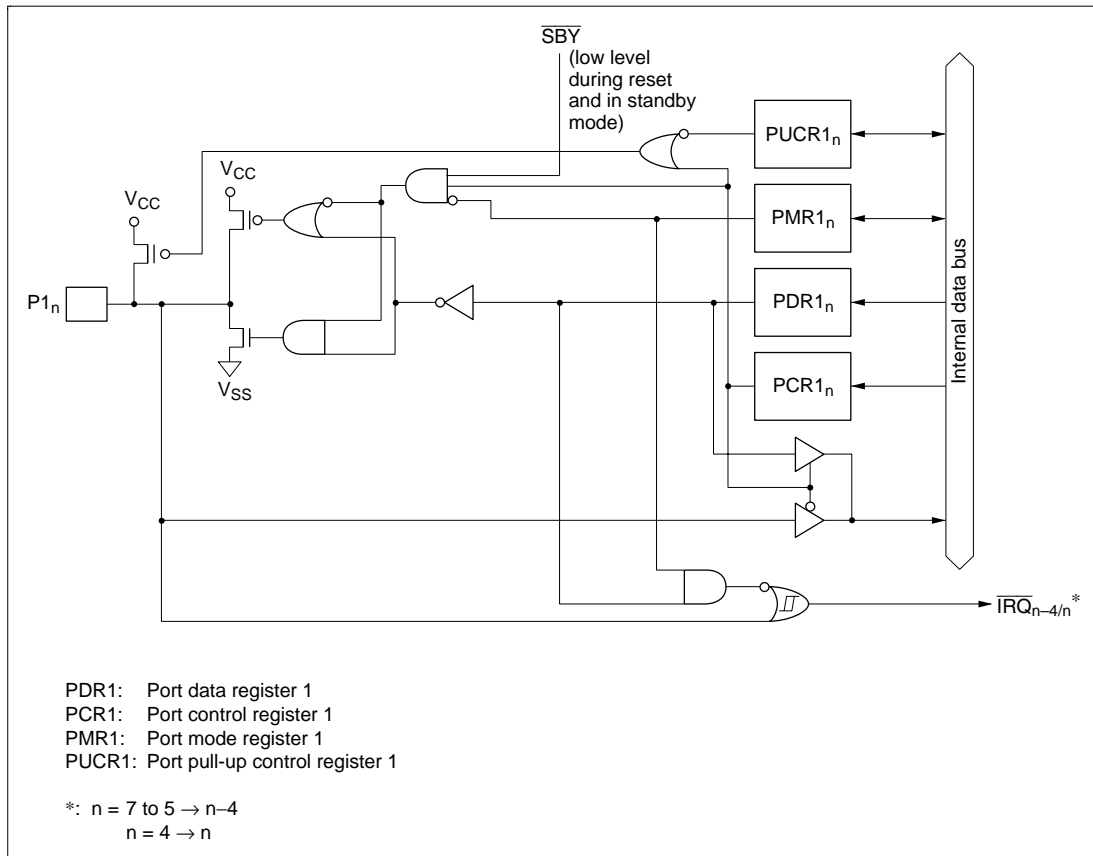 SBY
(low level
during reset
and in standby
mode)
PUCR1n
VCC
VCC
PMR1n
P1n
PDR1n
Internal data bus
VSS
PCR1n
IRQn–4/n*
PDR1: Port data register 1
PCR1: Port control register 1
PMR1: Port mode register 1
PUCR1: Port pull-up control register 1
*: n = 7 to 5 → n–4
n = 4 → n